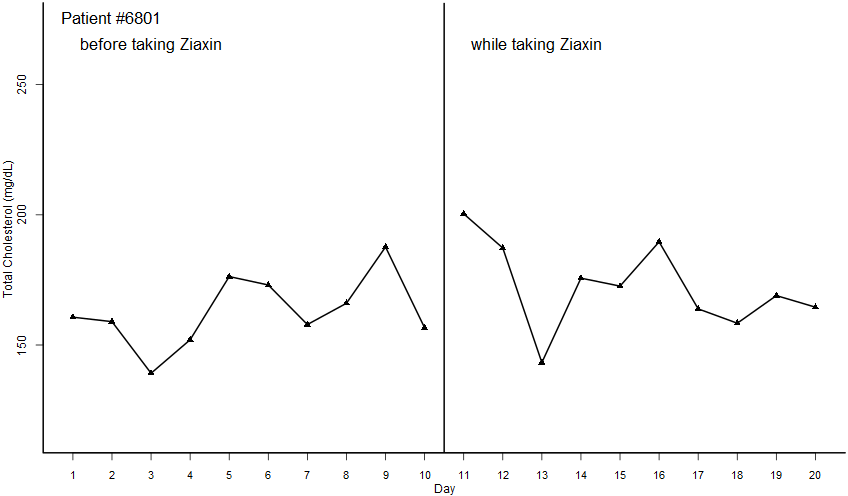 Patient #6801
before taking Ziaxin
while taking Ziaxin
Total Cholesterol (mg/dL)
250
200
150
1 2 3 4 5 6 7 8 9 10 11 12 13 14 15 16 17 18 19 20
Day